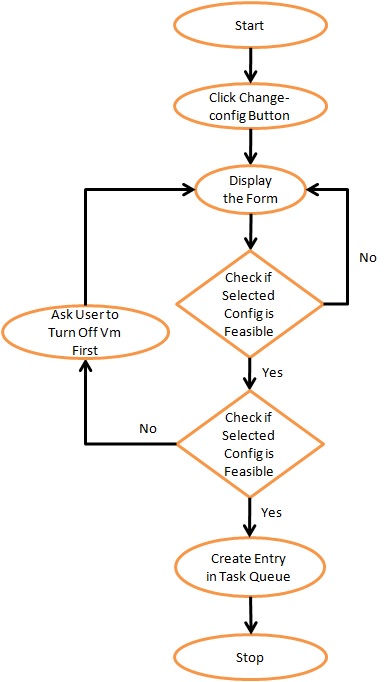 Start
Click Change-
config Button
Display
the Form
No
Check if
Selected
Config is
Feasible
Ask User to
Turn Off Vm
First
Yes
Check if
Selected
Config is
Feasible
No
Yes
Create Entry
in Task Queue
Stop